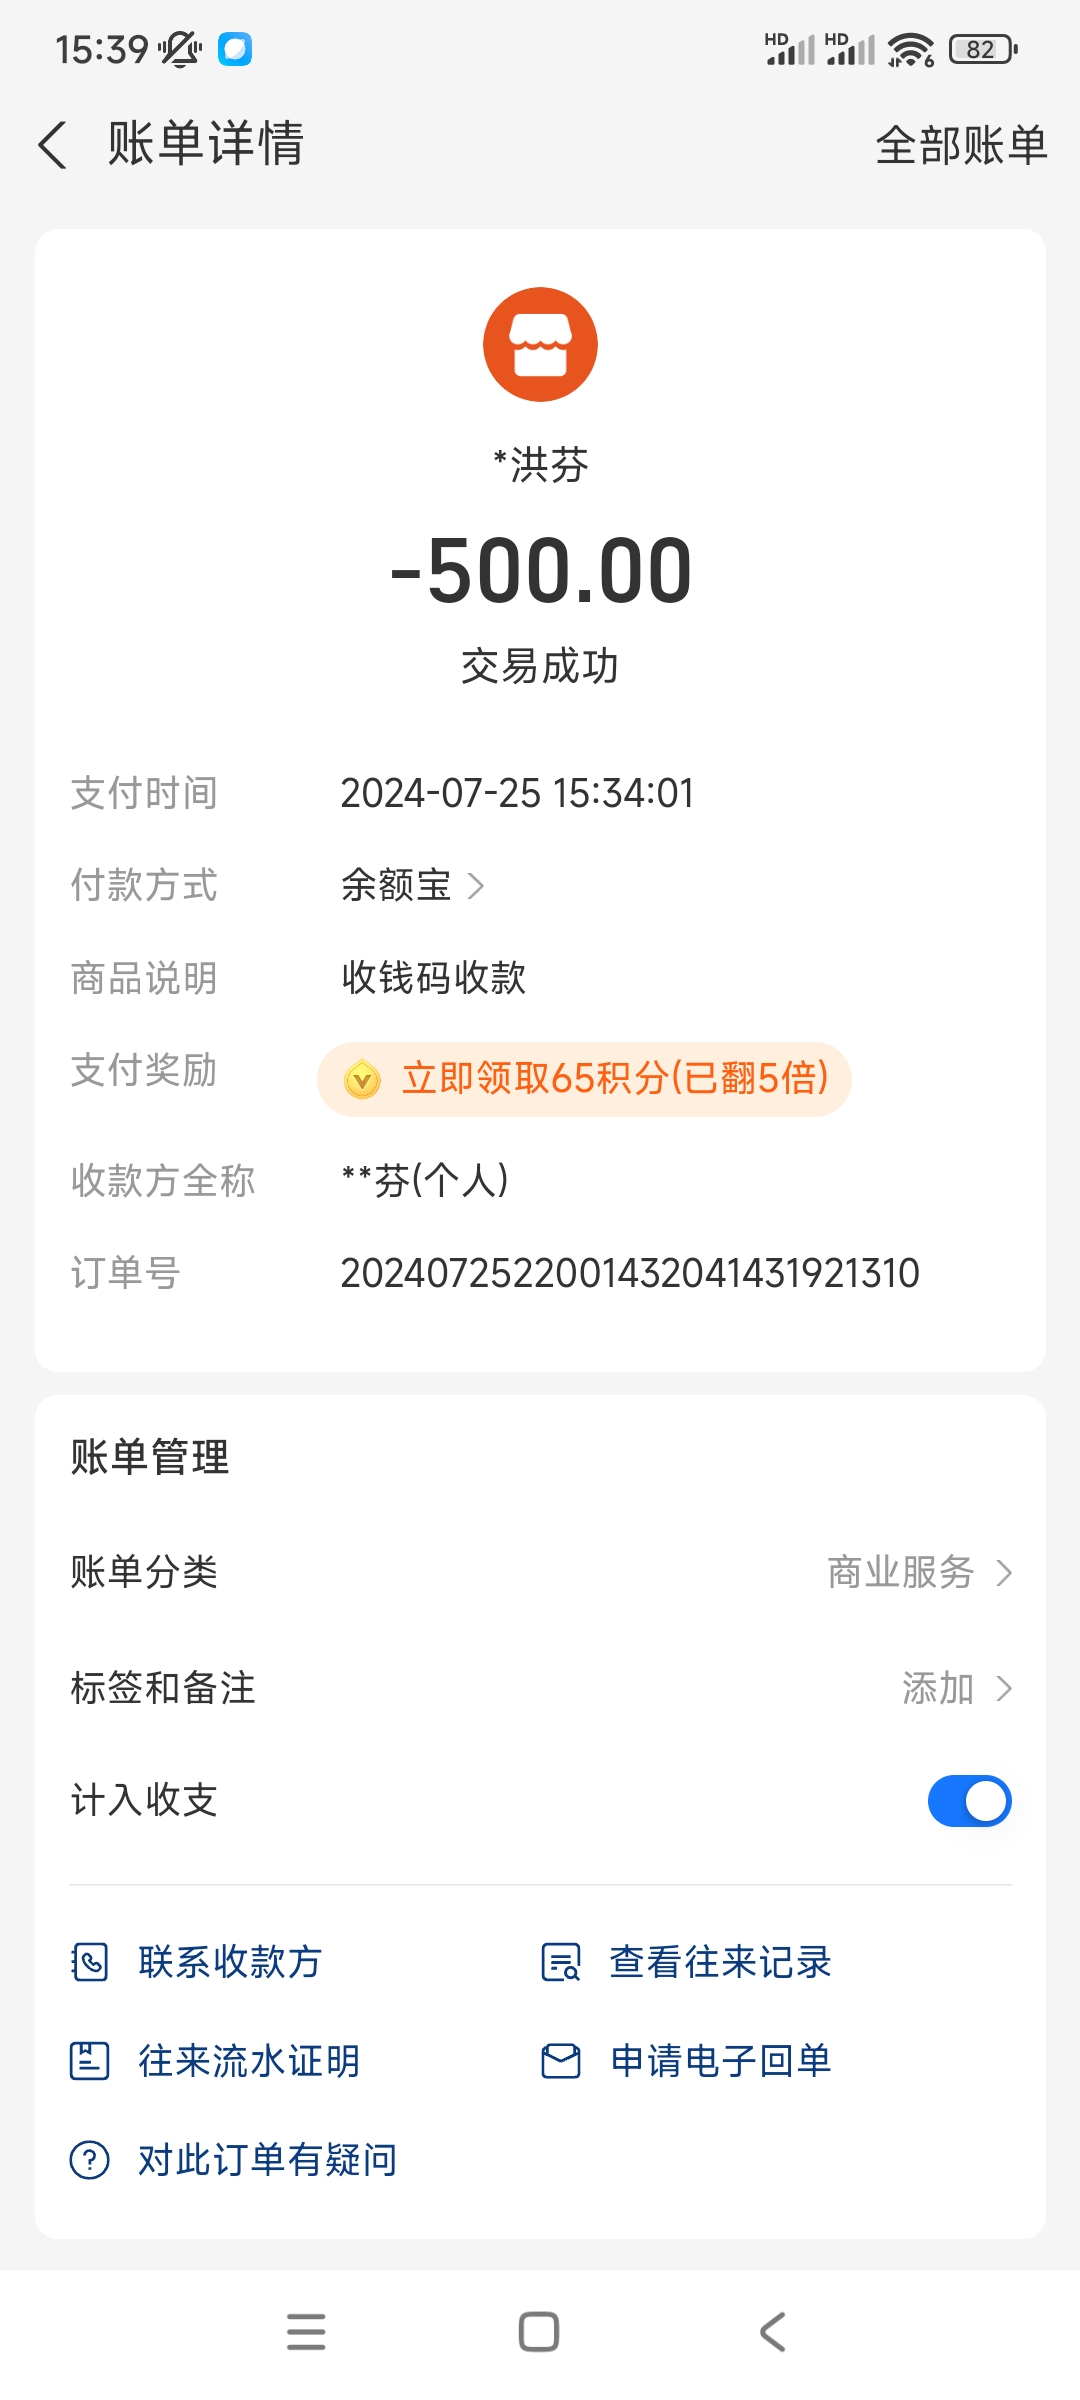 15:39 HD HD 6 82
账单详情 全部账单
*洪芬
-500.00
交易成功
支付时间 2024-07-25 15:34:01
付款方式 余额宝
商品说明 收钱码收款
支付奖励 立即领取65积分(已翻5倍)
收款方全称 **芬(个人)
订单号 2024072522001432041431921310
账单管理
账单分类 商业服务
标签和备注 添加
计入收支
联系收款方 查看往来记录
往来流水证明 申请电子回单
对此订单有疑问